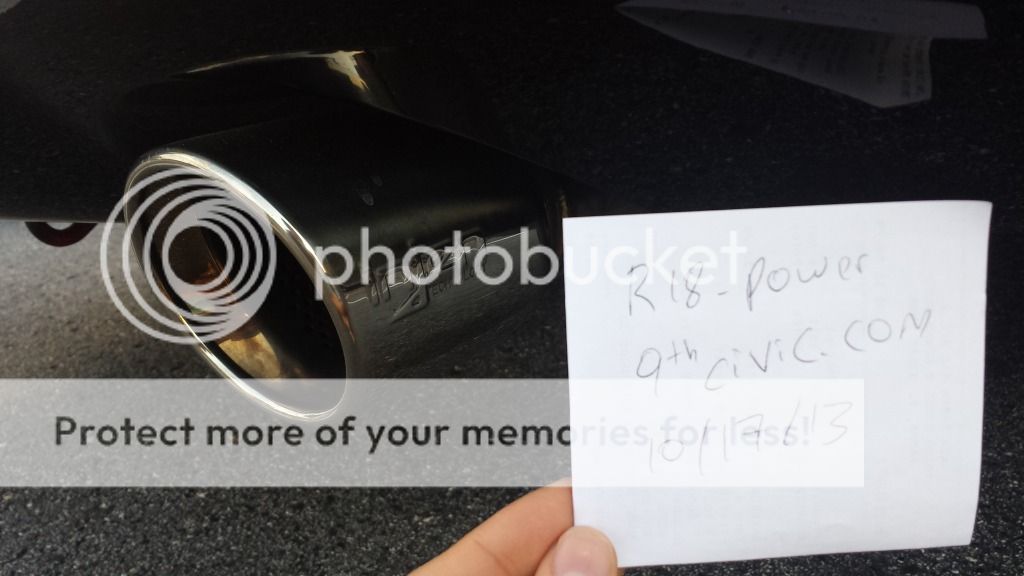 photobucket
R18-power
9th civic.com
Protect more of your memories for less!
10/17/13